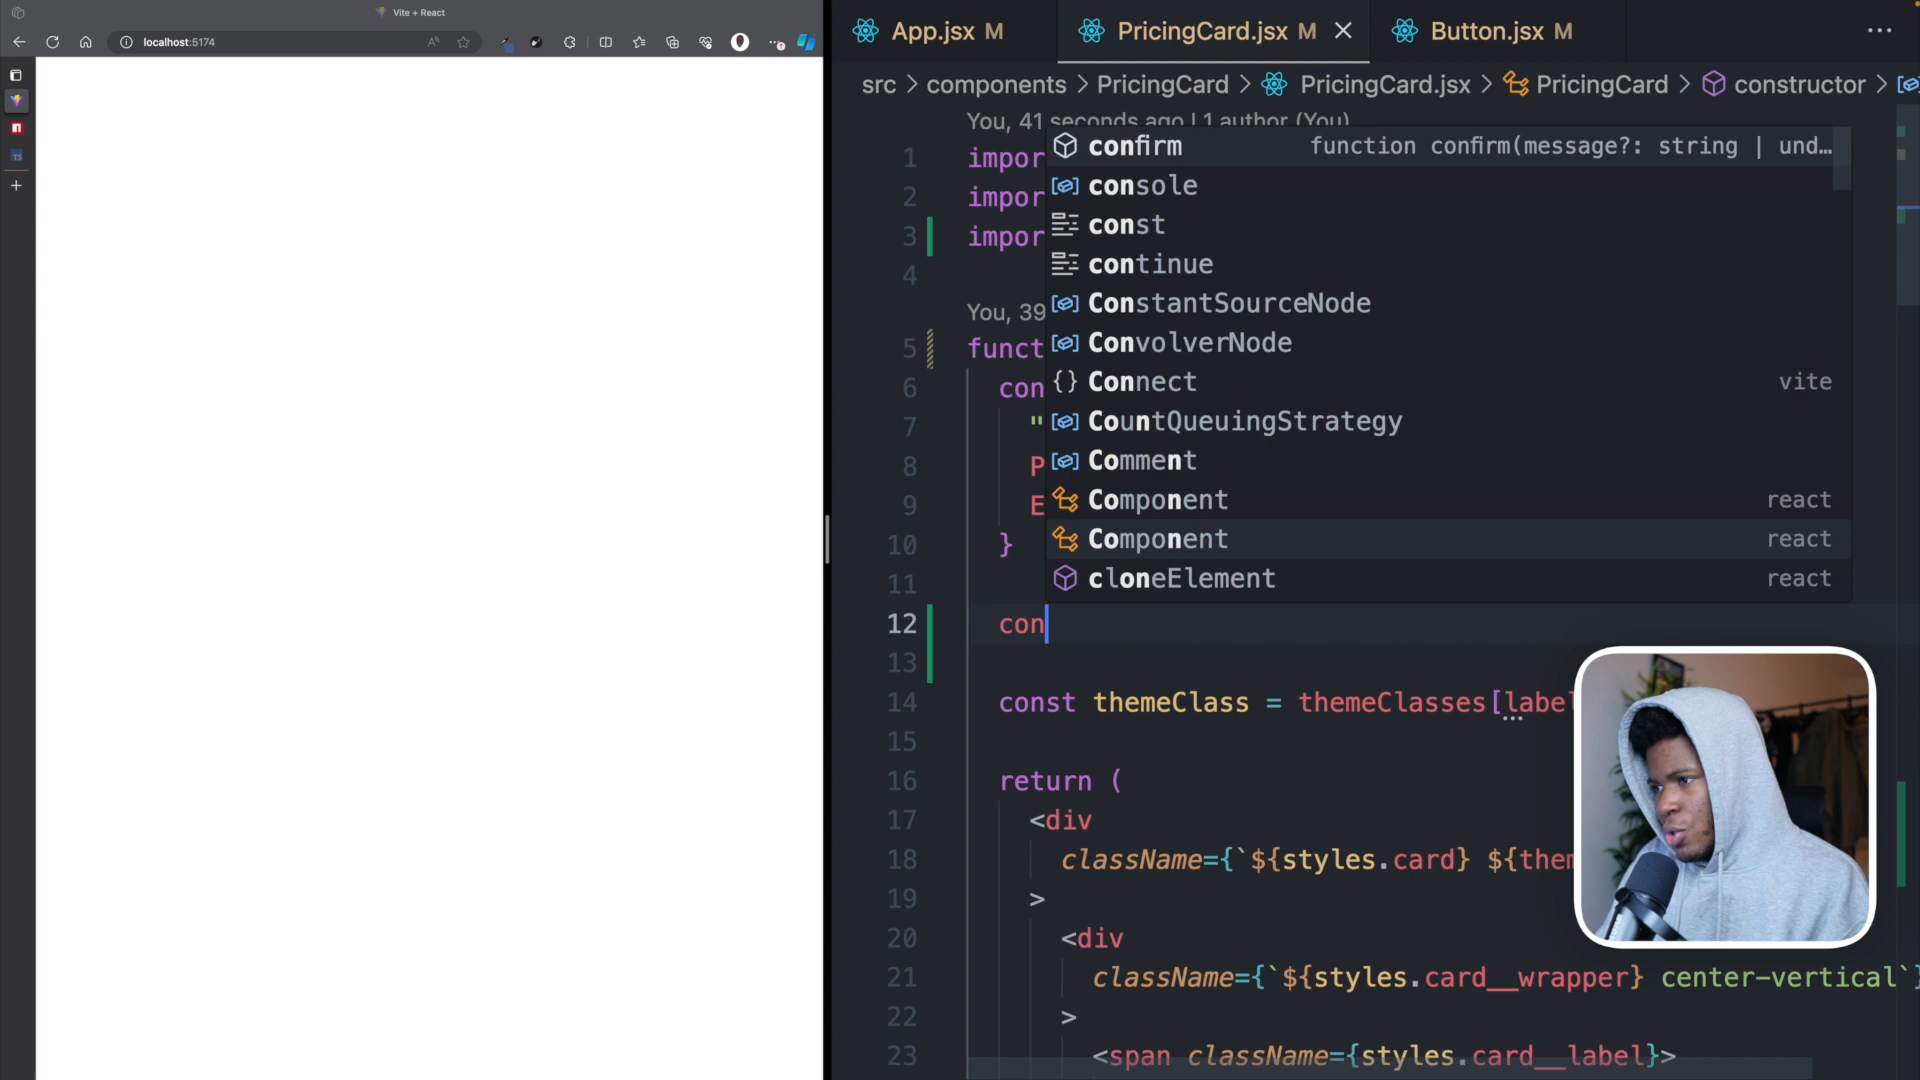 Vite + React
localhost:5174
App.jsx M
PricingCard.jsx M
Button.jsx M
src > components > PricingCard > PricingCard.jsx > PricingCard > constructor >
You, 41 seconds ago | 1 author (You)
1 impor
2 impor
3 impor
4
You, 39
5 funct
6 con
7 "
8 P
9 E
10 }
11
12 con
13
14 const themeClass = themeClasses[labe
15
16 return (
17 <div
18 className={`${styles.card} ${them
19 >
20 <div
21 className={`${styles.card__wrapper} center-vertical`}
22 >
23 <span className={styles.card__label}>
confirm function confirm(message?: string | und…
console
const
continue
ConstantSourceNode
ConvolverNode
Connect vite
CountQueuingStrategy
Comment
Component react
Component react
cloneElement react